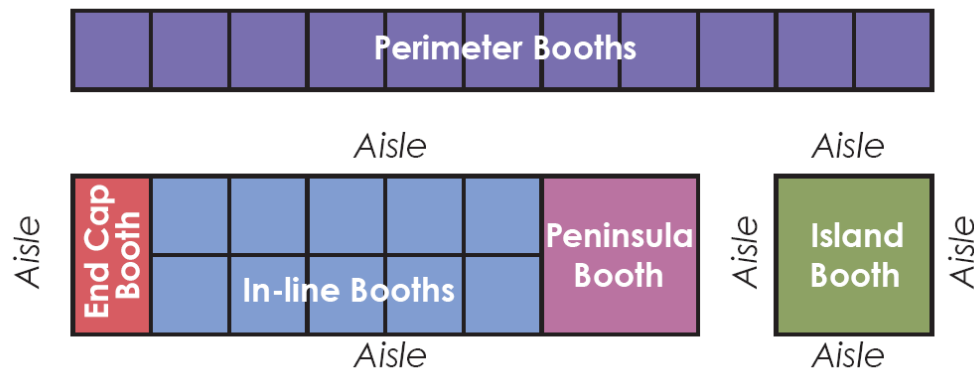 Perimeter Booths
Aisle
Aisle
Aisle
End Cap
Booth
In-line Booths
Peninsula
Booth
Aisle
Island
Booth
Aisle
Aisle
Aisle